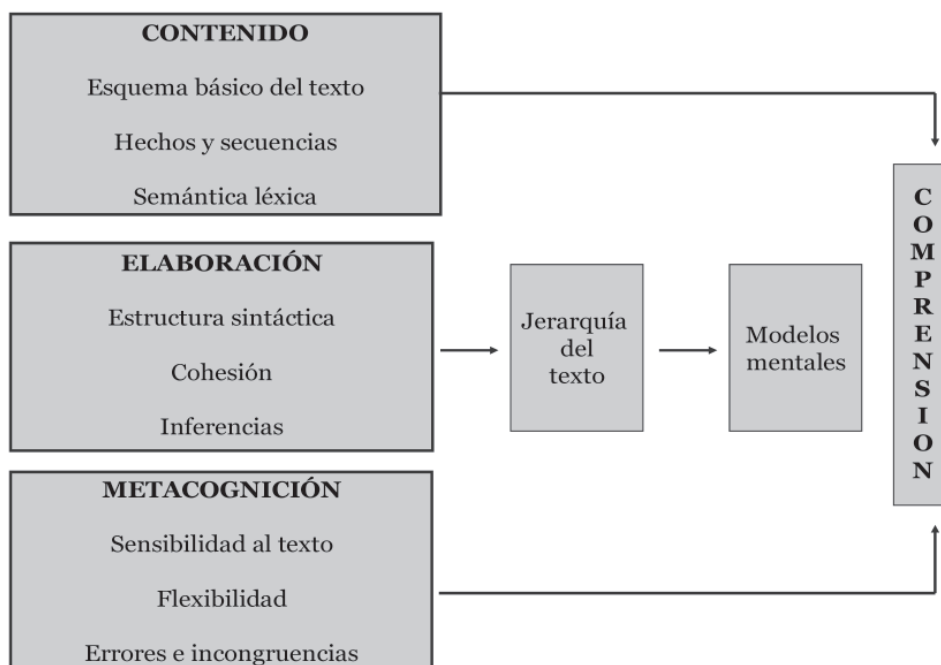 CONTENIDO
Esquema básico del texto
Hechos y secuencias
Semántica léxica
ELABORACIÓN
Estructura sintáctica
Cohesión
Inferencias
METACOGNICIÓN
Sensibilidad al texto
Flexibilidad
Errores e incongruencias
Jerarquía
del
texto
Modelos
mentales
COMPRENSION